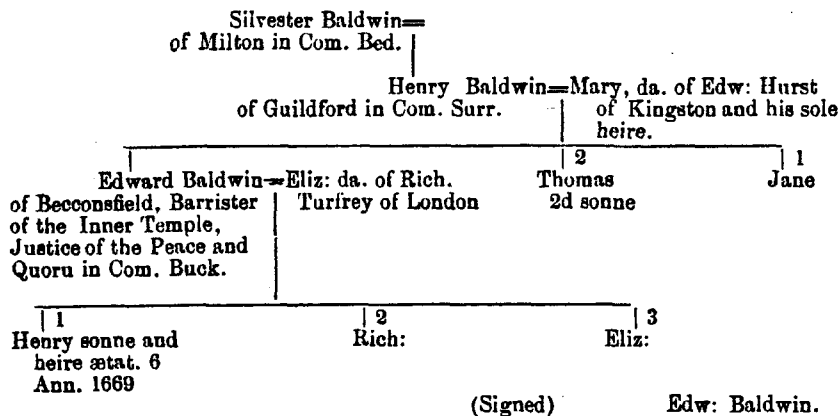 Silvester Baldwin=
of Milton in Com. Bed.
Henry Baldwin=Mary, da. of Edw: Hurst
of Guildford in Com. Surr. of Kingston and his sole
heire.
2 1
Edward Baldwin=Eliz: da. of Rich. Thomas Jane
of Becconsfield, Barrister Turfrey of London 2d sonne
of the Inner Temple,
Justice of the Peace and
Quoru in Com. Buck.
1 2 3
Henry sonne and Rich: Eliz:
heire ætat. 6
Ann. 1669
(Signed) Edw: Baldwin.